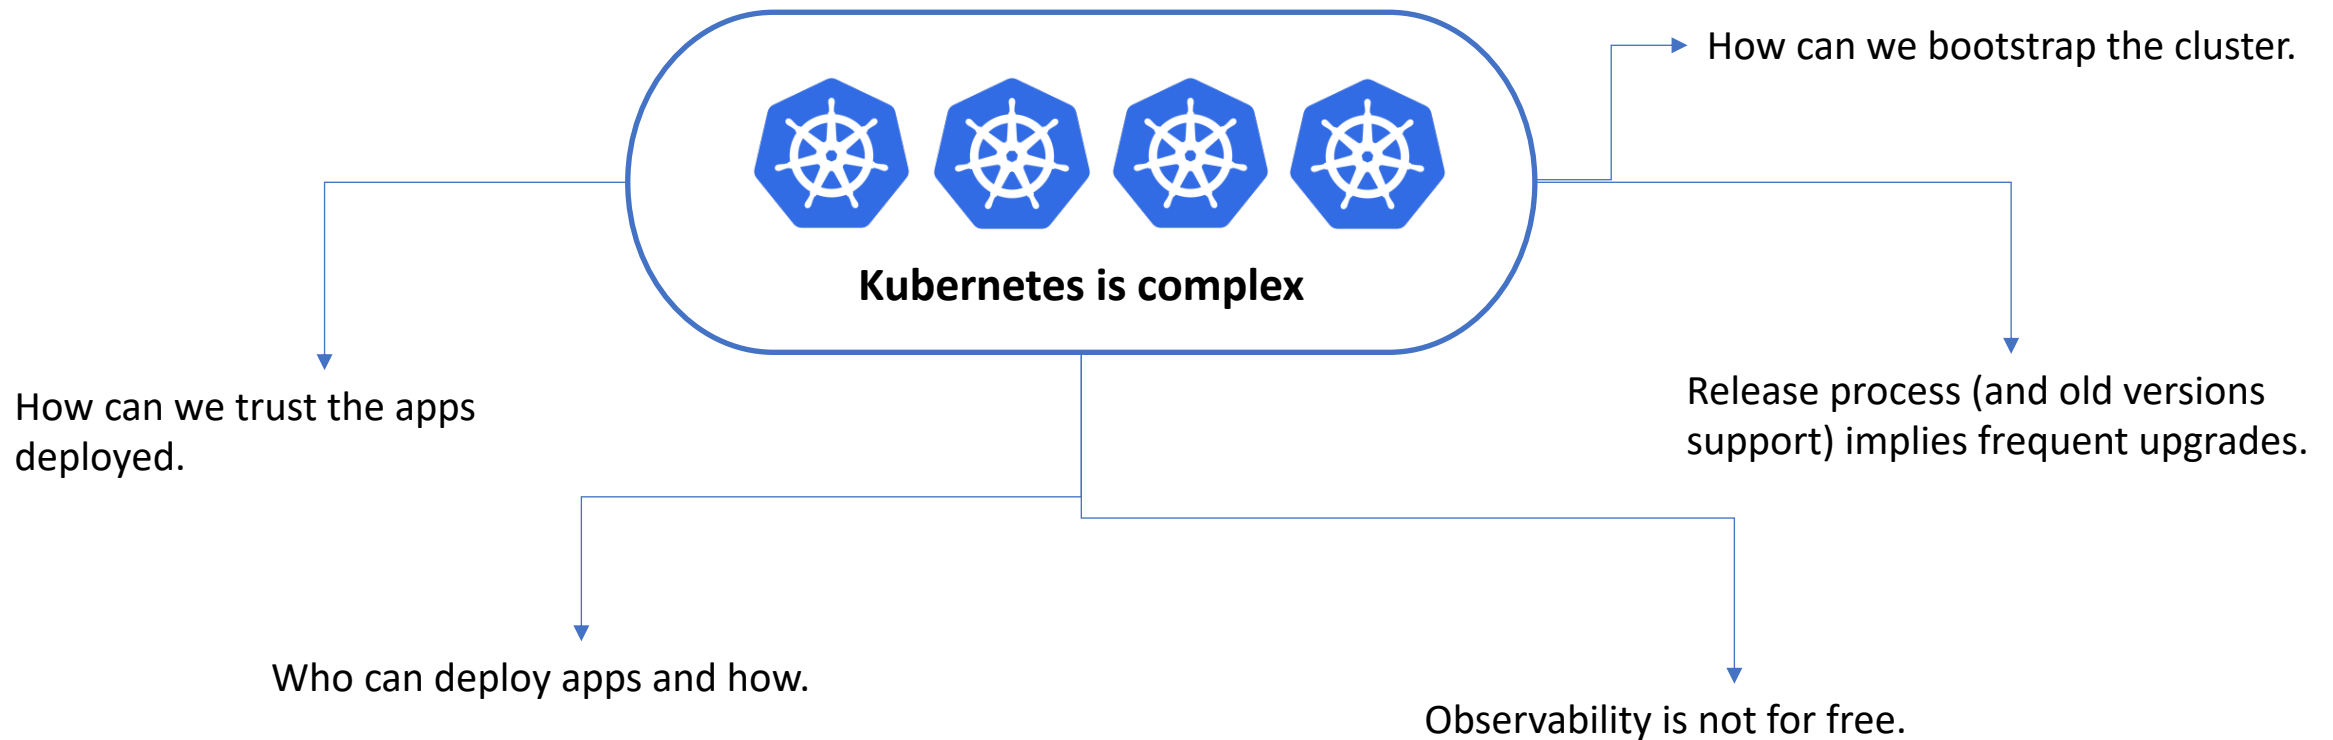 How can we bootstrap the cluster.
Kubernetes is complex
How can we trust the apps
deployed.
Release process (and old versions
support) implies frequent upgrades.
Who can deploy apps and how.
Observability is not for free.